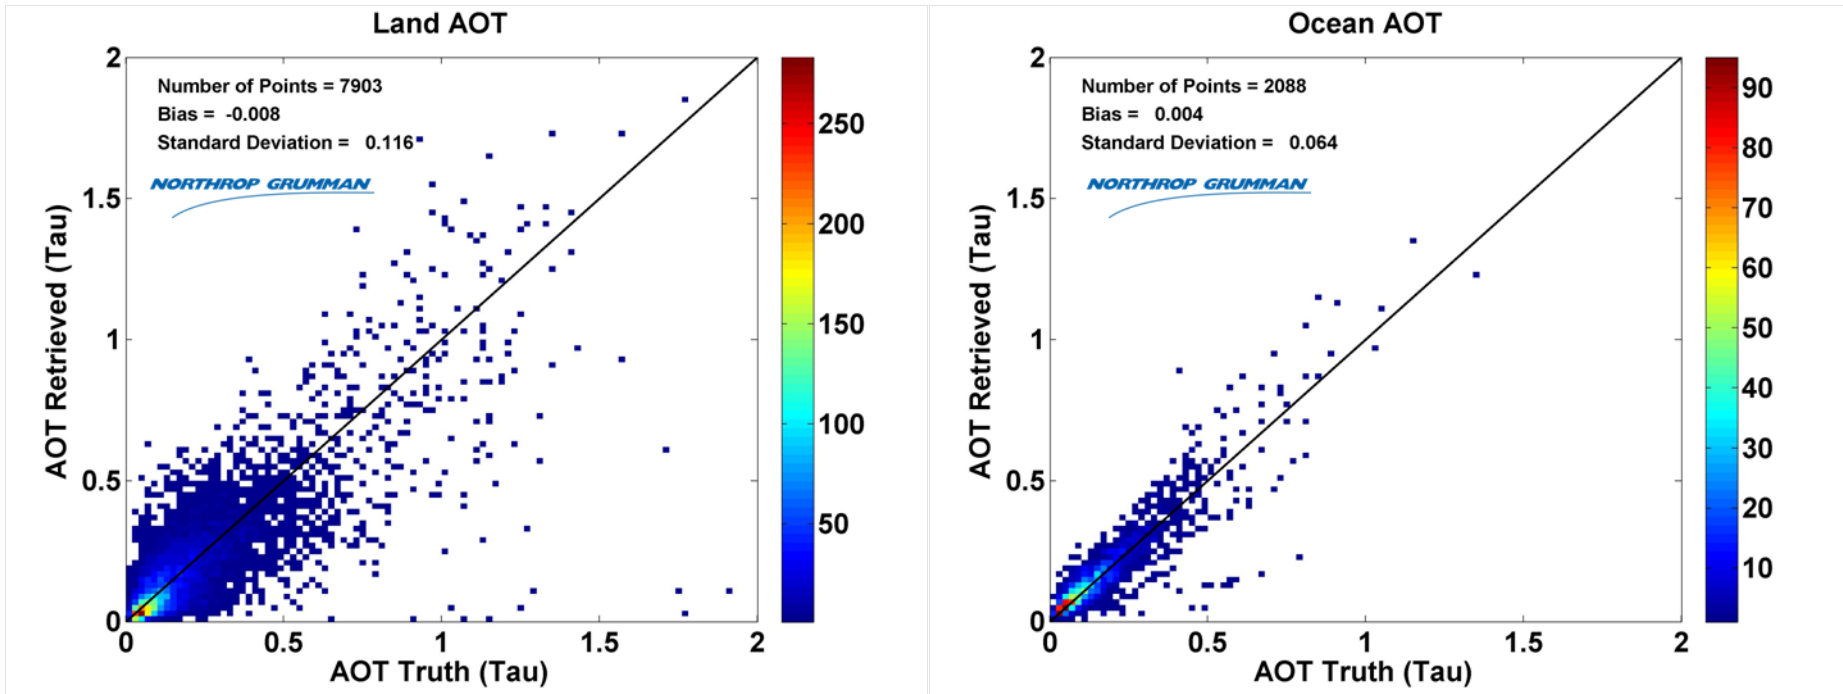 Land AOT
2
Number of Points = 7903
Bias = -0.008
Standard Deviation = 0.116
NORTHROP GRUMMAN
1.5
1
0.5
0
AOT Retrieved (Tau)
0 0.5 1 1.5 2
AOT Truth (Tau)
250
200
150
100
50
Ocean AOT
2
Number of Points = 2088
Bias = 0.004
Standard Deviation = 0.064
NORTHROP GRUMMAN
1.5
1
0.5
0
AOT Retrieved (Tau)
0 0.5 1 1.5 2
AOT Truth (Tau)
90
80
70
60
50
40
30
20
10